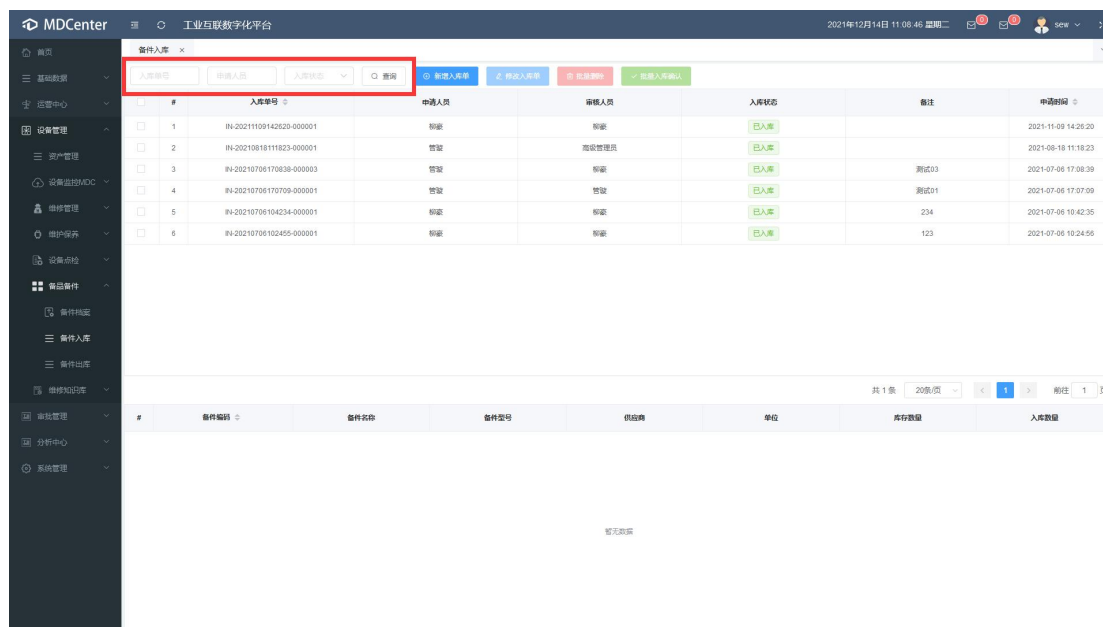 MDCenter 工业互联数字化平台 2021年12月14日 11:08:46 星期二 0 0 sew
首页
基础数据
运营中心
设备管理
资产管理
设备监控MDC
维修管理
维护保养
设备点检
备品备件
备件档案
备件入库
备件出库
维修知识库
审批管理
分析中心
系统管理
备件入库 ×
入库单号 申请人员 入库状态 查询 新增入库单 修改入库单 批量删除 批量入库确认
# 入库单号 申请人员 审核人员 入库状态 备注 申请时间
1 IN-20211109142620-000001 柳豪 柳豪 已入库 2021-11-09 14:26:20
2 IN-20210818111823-000001 管骏 高级管理员 已入库 2021-08-18 11:18:23
3 IN-20210706170838-000003 管骏 柳豪 已入库 测试03 2021-07-06 17:08:39
4 IN-20210706170709-000001 管骏 管骏 已入库 测试01 2021-07-06 17:07:09
5 IN-20210706104234-000001 柳豪 柳豪 已入库 234 2021-07-06 10:42:35
6 IN-20210706102455-000001 柳豪 柳豪 已入库 123 2021-07-06 10:24:56
共 1 条 20条/页 1 前往 1
# 备件编码 备件名称 备件型号 供应商 单位 库存数量 入库数量
暂无数据